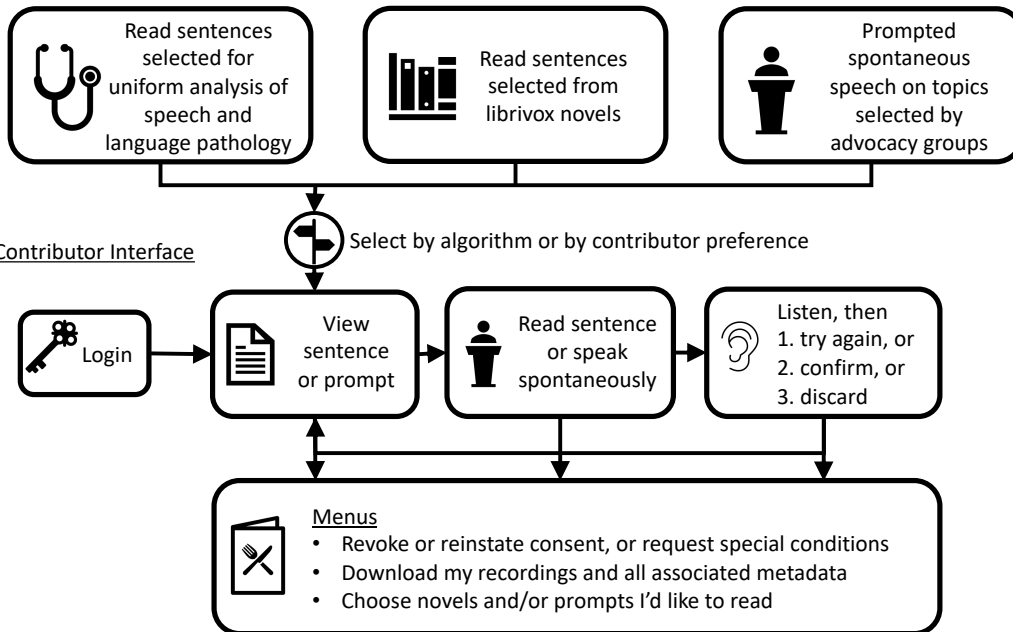 Read sentences
selected for
uniform analysis of
speech and
language pathology
Read sentences
selected from
librivox novels
Prompted
spontaneous
speech on topics
selected by
advocacy groups
Select by algorithm or by contributor preference
Contributor Interface
Login
View
sentence
or prompt
Read sentence
or speak
spontaneously
Listen, then
1. try again, or
2. confirm, or
3. discard
Menus
• Revoke or reinstate consent, or request special conditions
• Download my recordings and all associated metadata
• Choose novels and/or prompts I'd like to read